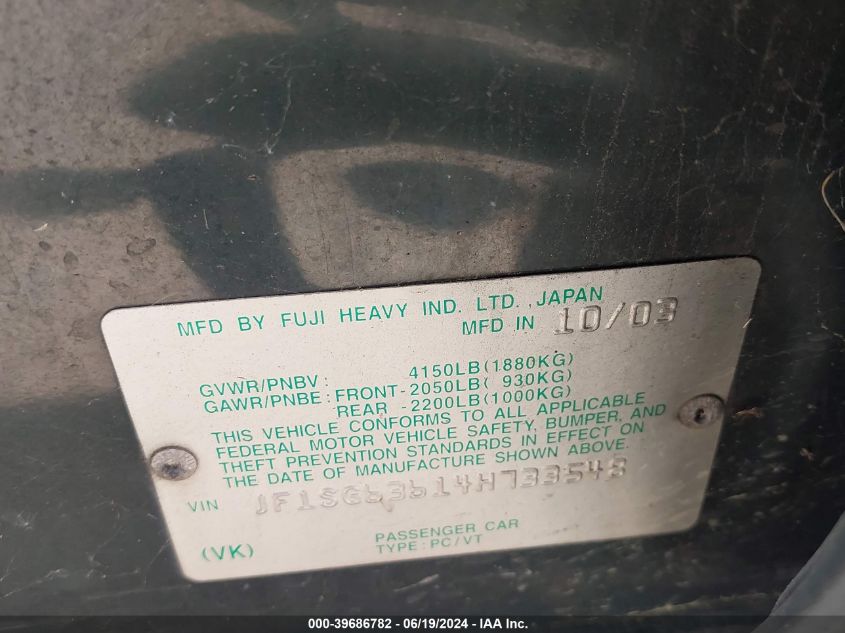 MFD BY FUJI HEAVY IND. LTD. JAPAN
MFD IN 10/03
GVWR/PNBV: 4150LB(1880KG)
GAWR/PNBE: FRONT-2050LB( 930KG)
REAR -2200LB(1000KG)
THIS VEHICLE CONFORMS TO ALL APPLICABLE
FEDERAL MOTOR VEHICLE SAFETY, BUMPER, AND
THEFT PREVENTION STANDARDS IN EFFECT ON
THE DATE OF MANUFACTURE SHOWN ABOVE.
VIN JF1SG63614H733548
PASSENGER CAR
(VK) TYPE:PC/VT
000-39686782 - 06/19/2024 - IAA Inc.